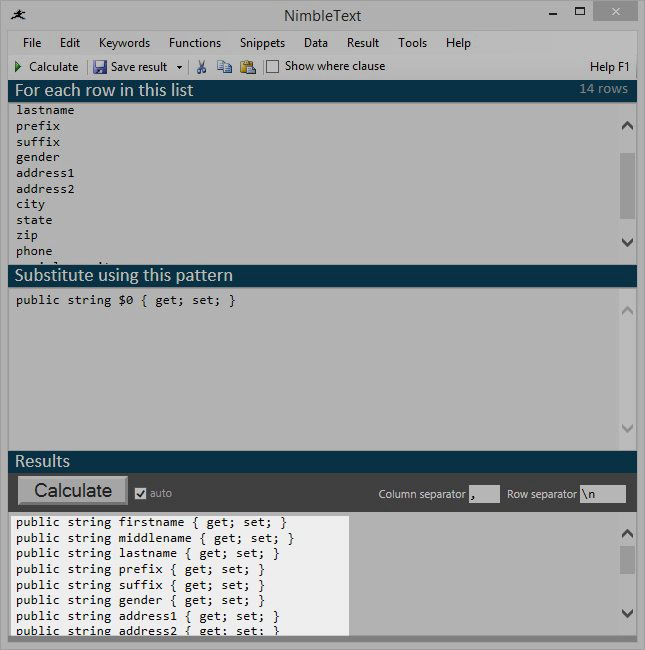 NimbleText
File Edit Keywords Functions Snippets Data Result Tools Help
Calculate Save result Show where clause Help F1
For each row in this list 14 rows
lastname
prefix
suffix
gender
address1
address2
city
state
zip
phone
Substitute using this pattern
public string $0 { get; set; }
Results
Calculate auto Column separator , Row separator \n
public string firstname { get; set; }
public string middlename { get; set; }
public string lastname { get; set; }
public string prefix { get; set; }
public string suffix { get; set; }
public string gender { get; set; }
public string address1 { get; set; }
public string address2 { get; set; }